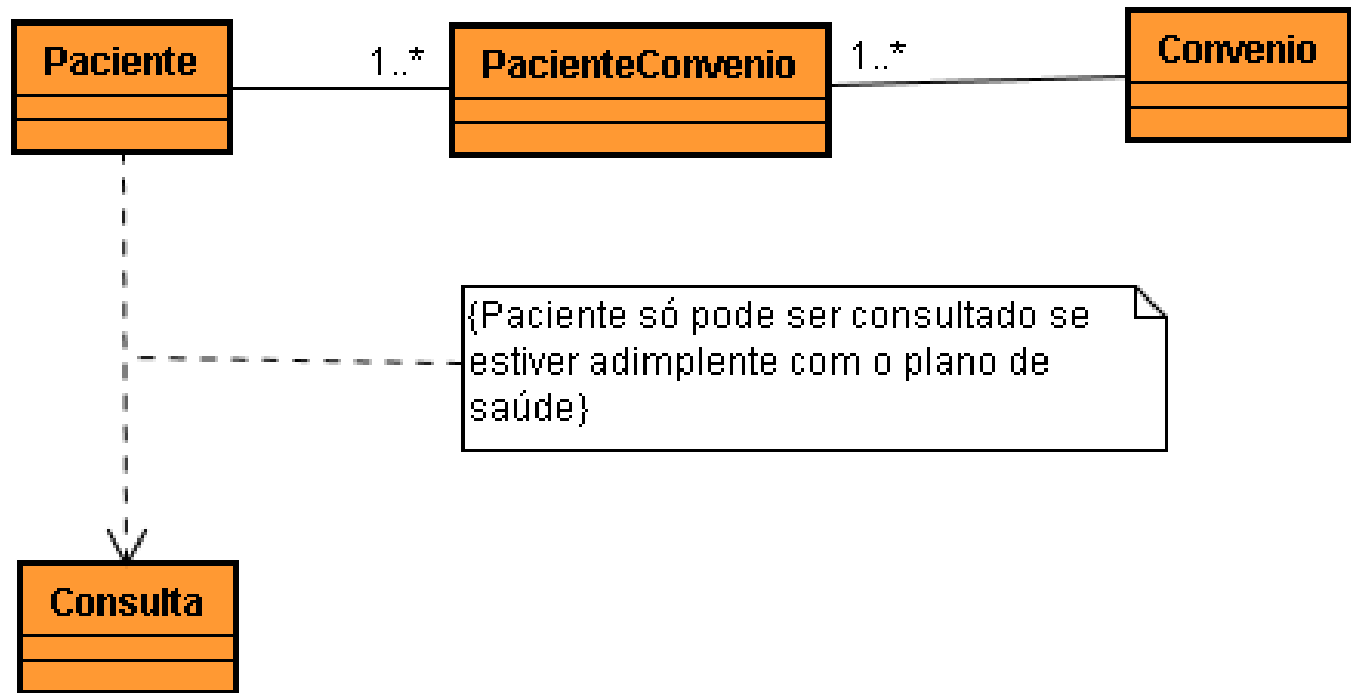 Paciente
1..*
PacienteConvenio
1..*
Convenio
{Paciente só pode ser consultado se
estiver adimplente com o plano de
saúde}
Consulta